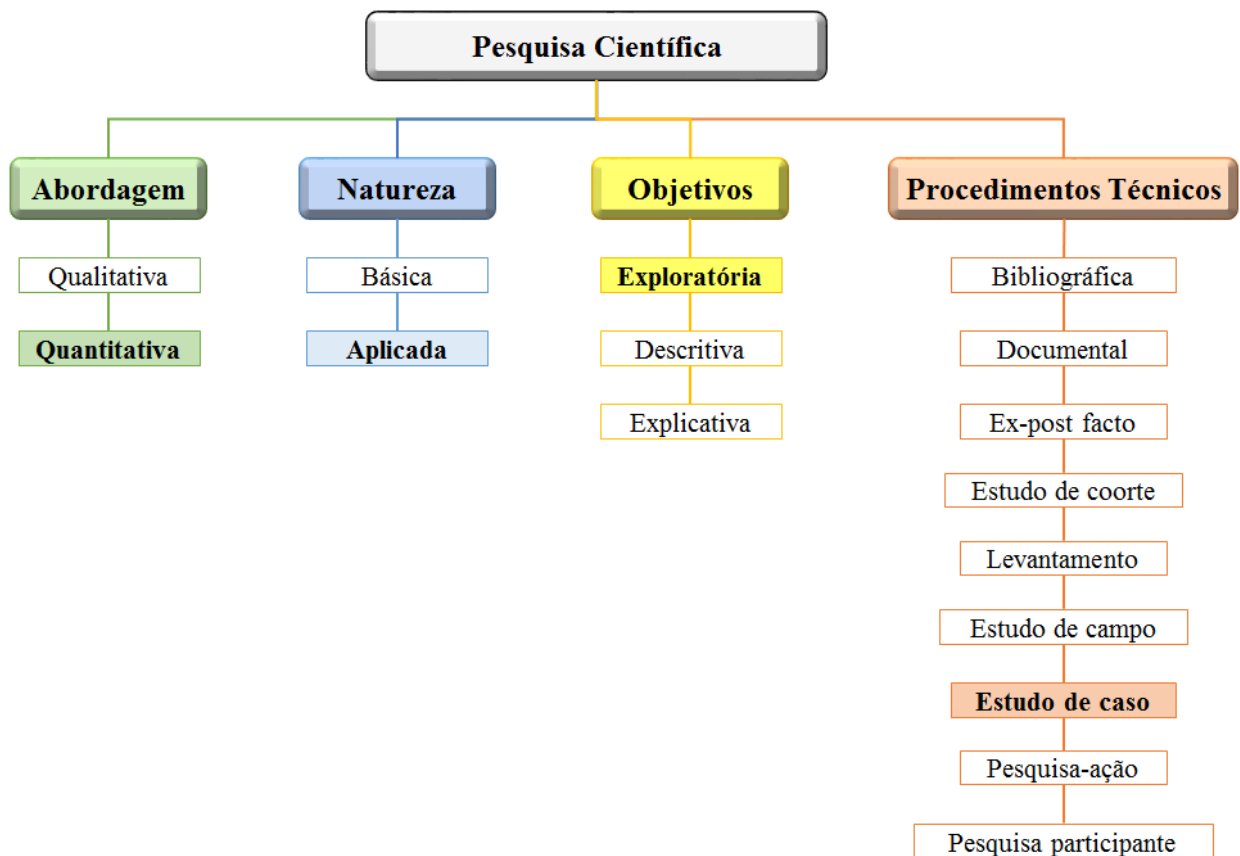 Pesquisa Científica
Abordagem
Qualitativa
Quantitativa
Natureza
Básica
Aplicada
Objetivos
Exploratória
Descritiva
Explicativa
Procedimentos Técnicos
Bibliográfica
Documental
Ex-post facto
Estudo de coorte
Levantamento
Estudo de campo
Estudo de caso
Pesquisa-ação
Pesquisa participante